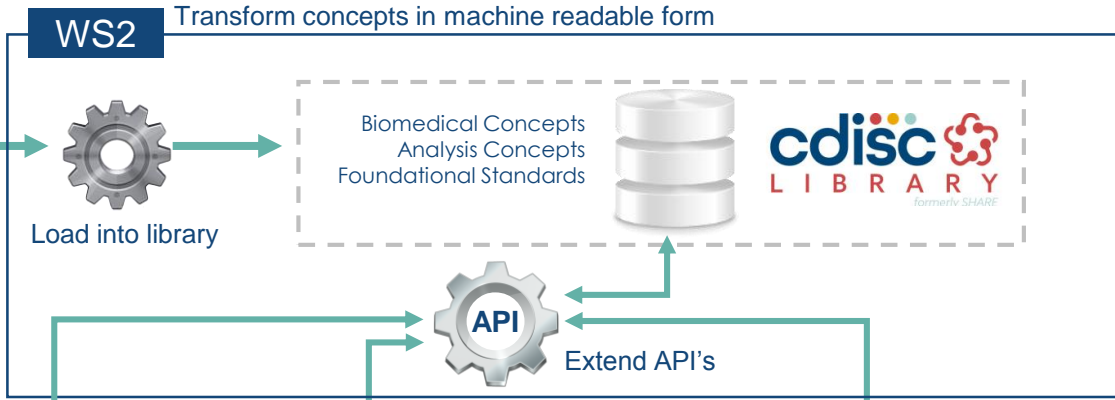 WS2
Transform concepts in machine readable form
Biomedical Concepts
Analysis Concepts
Foundational Standards
cdisc
LIBRARY
formerly SHARE
Load into library
API
Extend API's